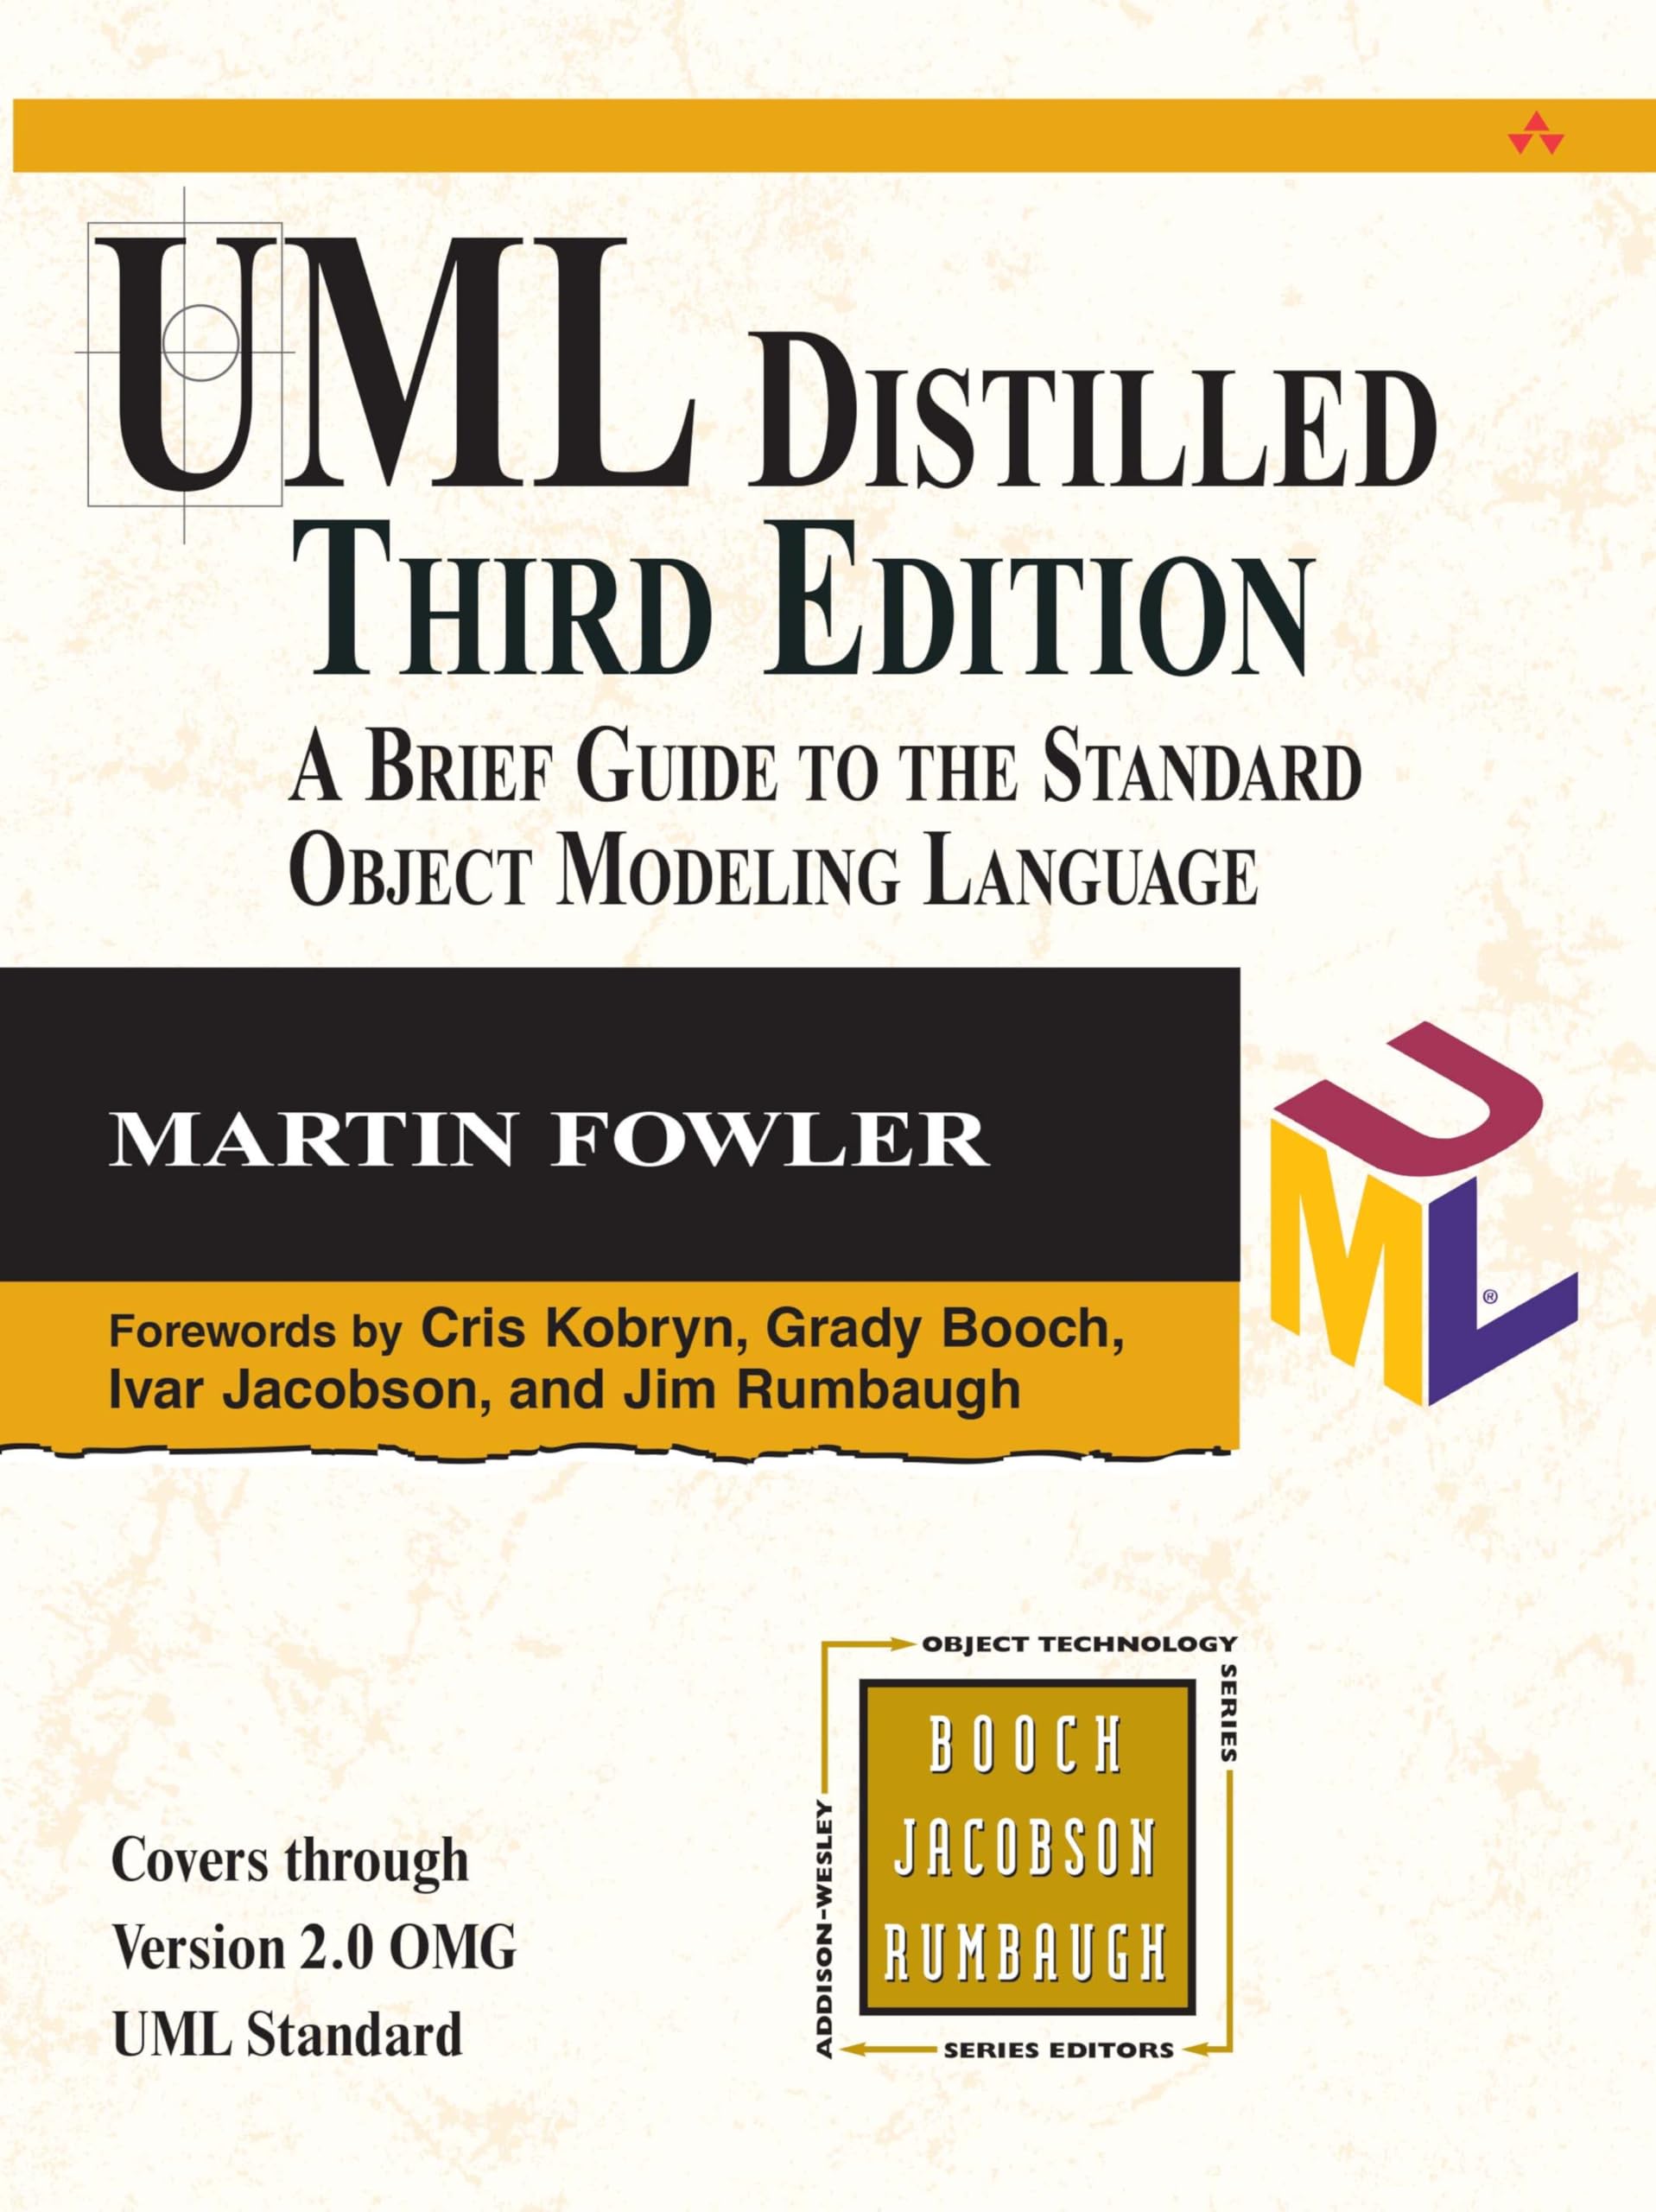 UML DISTILLED
THIRD EDITION
A BRIEF GUIDE TO THE STANDARD
OBJECT MODELING LANGUAGE
MARTIN FOWLER
UML®
Forewords by Cris Kobryn, Grady Booch,
Ivar Jacobson, and Jim Rumbaugh
Covers through
Version 2.0 OMG
UML Standard
ADDISON-WESLEY
OBJECT TECHNOLOGY
SERIES
BOOCH
JACOBSON
RUMBAUGH
SERIES EDITORS